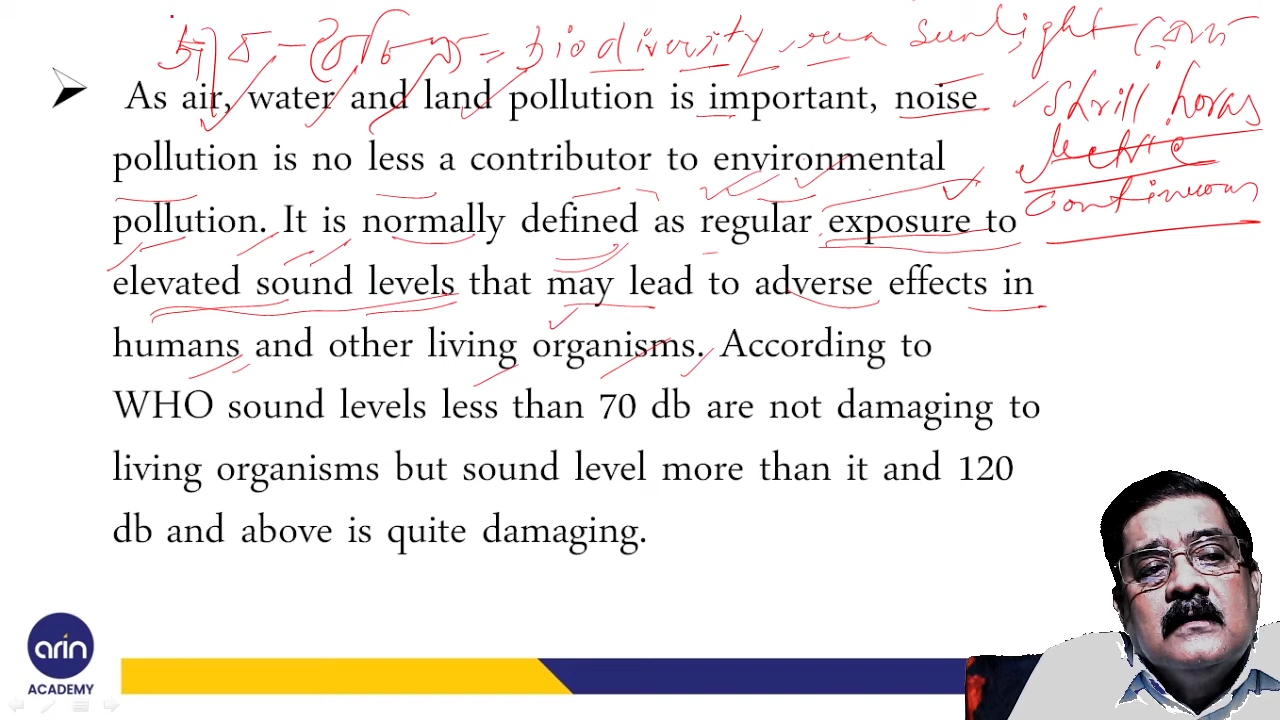 biodiversity sunlight
As air, water and land pollution is important, noise
Shrill horns
pollution is no less a contributor to environmental
continuous
pollution. It is normally defined as regular exposure to
elevated sound levels that may lead to adverse effects in
humans and other living organisms. According to
WHO sound levels less than 70 db are not damaging to
living organisms but sound level more than it and 120
db and above is quite damaging.
arin
ACADEMY